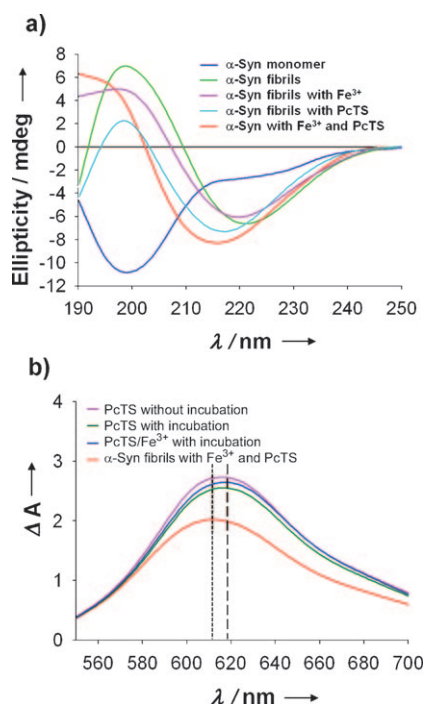 a)
8
6
4
2
0
-2
-4
-6
-8
-10
-12
Ellipticity / mdeg →
α-Syn monomer
α-Syn fibrils
α-Syn fibrils with Fe³⁺
α-Syn fibrils with PcTS
α-Syn with Fe³⁺ and PcTS
190 200 210 220 230 240 250
λ / nm →
b)
4
3
2
1
0
Δ A →
PcTS without incubation
PcTS with incubation
PcTS/Fe³⁺ with incubation
α-Syn fibrils with Fe³⁺ and PcTS
560 580 600 620 640 660 680 700
λ / nm →